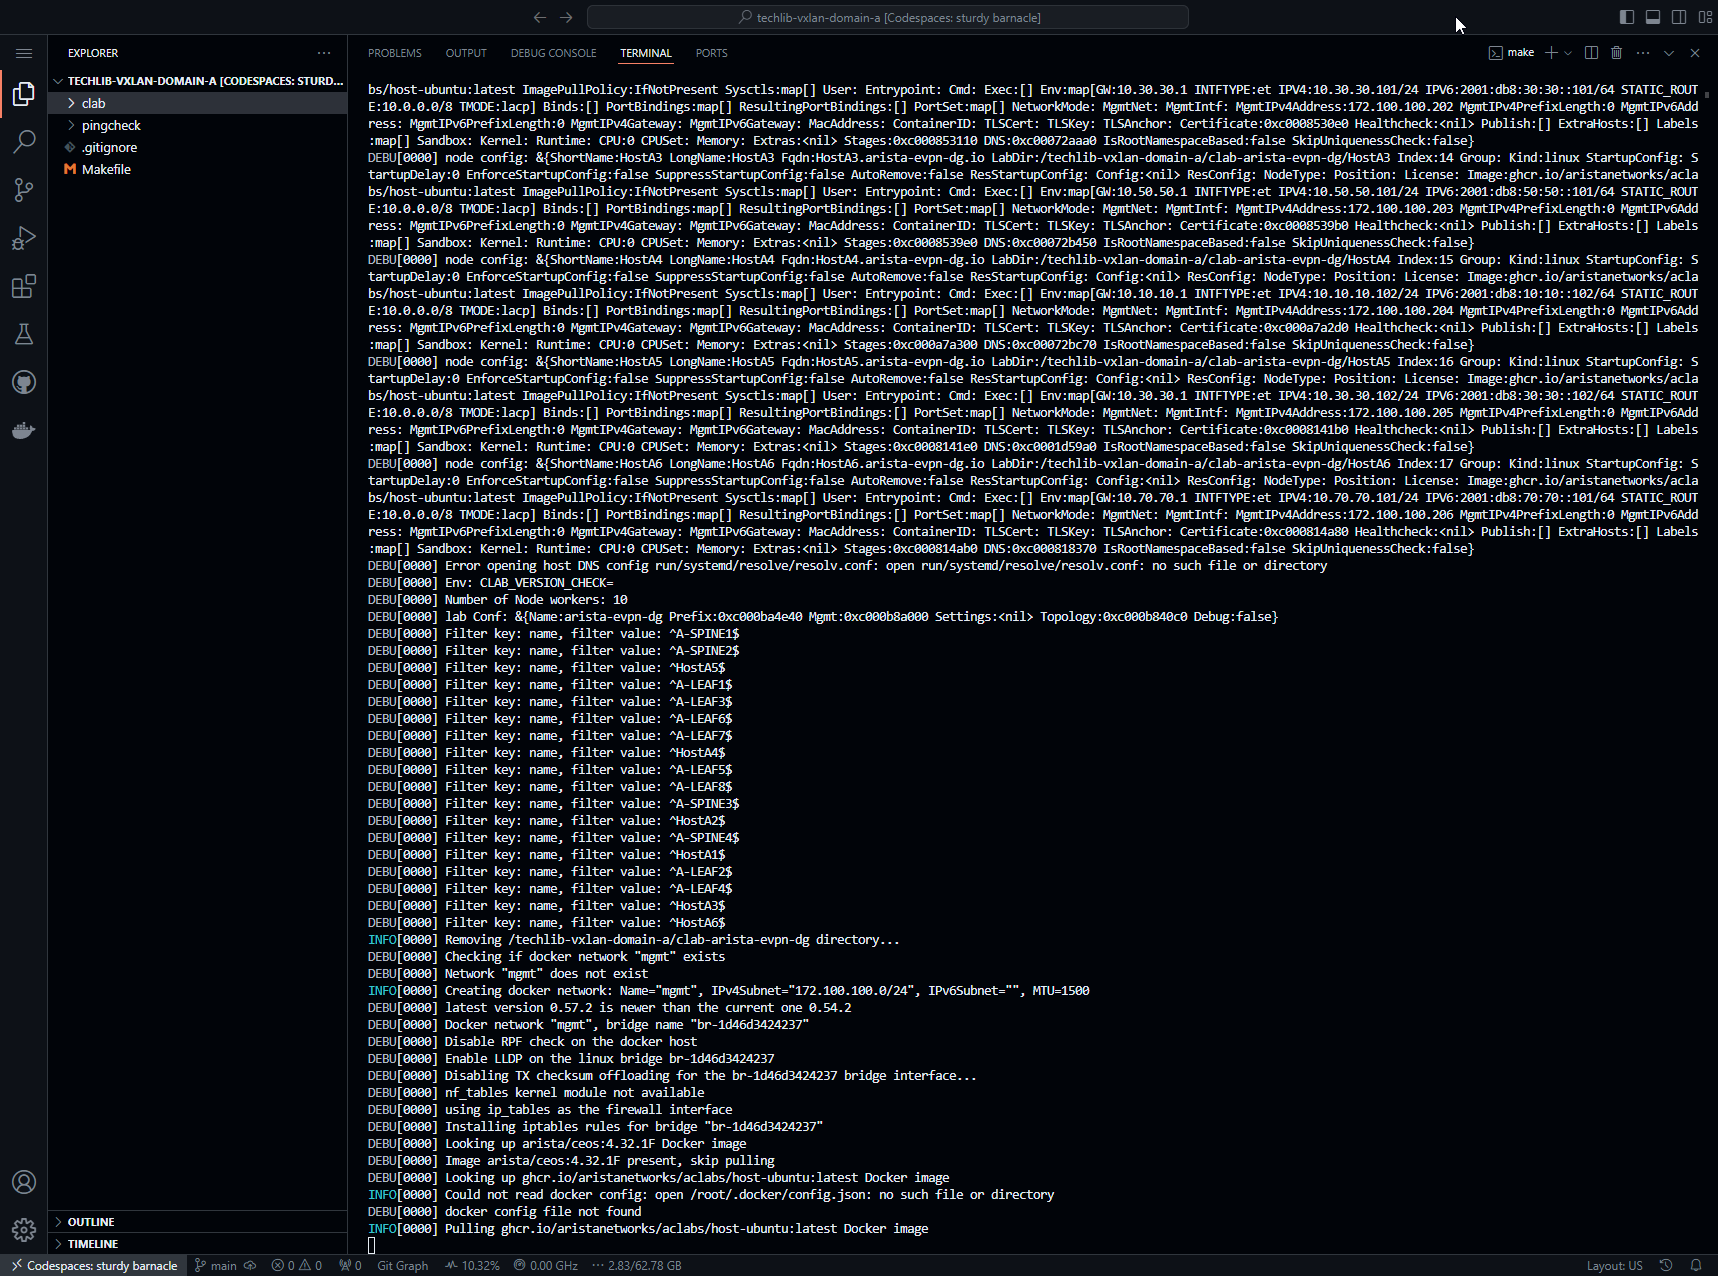 techlib-vxlan-domain-a [Codespaces: sturdy barnacle]
EXPLORER
TECHLIB-VXLAN-DOMAIN-A [CODESPACES: STURD...
clab
pingcheck
.gitignore
Makefile
OUTLINE
TIMELINE
PROBLEMS OUTPUT DEBUG CONSOLE TERMINAL PORTS
make
bs/host-ubuntu:latest ImagePullPolicy:IfNotPresent Sysctls:map[] User: Entrypoint: Cmd: Exec:[] Env:map[GW:10.30.30.1 INTFTYPE:et IPV4:10.30.30.101/24 IPV6:2001:db8:30:30::101/64 STATIC_ROUT
E:10.0.0.0/8 TMODE:lacp] Binds:[] PortBindings:map[] ResultingPortBindings:[] PortSet:map[] NetworkMode: MgmtNet: MgmtIntf: MgmtIPv4Address:172.100.100.202 MgmtIPv4PrefixLength:0 MgmtIPv6Add
ress: MgmtIPv6PrefixLength:0 MgmtIPv4Gateway: MgmtIPv6Gateway: MacAddress: ContainerID: TLSCert: TLSKey: TLSAnchor: Certificate:0xc0008530e0 Healthcheck:<nil> Publish:[] ExtraHosts:[] Labels
:map[] Sandbox: Kernel: Runtime: CPU:0 CPUSet: Memory: Extras:<nil> Stages:0xc000853110 DNS:0xc00072aaa0 IsRootNamespaceBased:false SkipUniquenessCheck:false}
DEBU[0000] node config: &{ShortName:HostA3 LongName:HostA3 Fqdn:HostA3.arista-evpn-dg.io LabDir:/techlib-vxlan-domain-a/clab-arista-evpn-dg/HostA3 Index:14 Group: Kind:linux StartupConfig: S
tartupDelay:0 EnforceStartupConfig:false SuppressStartupConfig:false AutoRemove:false ResStartupConfig: Config:<nil> ResConfig: NodeType: Position: License: Image:ghcr.io/aristanetworks/acla
bs/host-ubuntu:latest ImagePullPolicy:IfNotPresent Sysctls:map[] User: Entrypoint: Cmd: Exec:[] Env:map[GW:10.50.50.1 INTFTYPE:et IPV4:10.50.50.101/24 IPV6:2001:db8:50:50::101/64 STATIC_ROUT
E:10.0.0.0/8 TMODE:lacp] Binds:[] PortBindings:map[] ResultingPortBindings:[] PortSet:map[] NetworkMode: MgmtNet: MgmtIntf: MgmtIPv4Address:172.100.100.203 MgmtIPv4PrefixLength:0 MgmtIPv6Add
ress: MgmtIPv6PrefixLength:0 MgmtIPv4Gateway: MgmtIPv6Gateway: MacAddress: ContainerID: TLSCert: TLSKey: TLSAnchor: Certificate:0xc0008539b0 Healthcheck:<nil> Publish:[] ExtraHosts:[] Labels
:map[] Sandbox: Kernel: Runtime: CPU:0 CPUSet: Memory: Extras:<nil> Stages:0xc0008539e0 DNS:0xc00072b450 IsRootNamespaceBased:false SkipUniquenessCheck:false}
DEBU[0000] node config: &{ShortName:HostA4 LongName:HostA4 Fqdn:HostA4.arista-evpn-dg.io LabDir:/techlib-vxlan-domain-a/clab-arista-evpn-dg/HostA4 Index:15 Group: Kind:linux StartupConfig: S
tartupDelay:0 EnforceStartupConfig:false SuppressStartupConfig:false AutoRemove:false ResStartupConfig: Config:<nil> ResConfig: NodeType: Position: License: Image:ghcr.io/aristanetworks/acla
bs/host-ubuntu:latest ImagePullPolicy:IfNotPresent Sysctls:map[] User: Entrypoint: Cmd: Exec:[] Env:map[GW:10.10.10.1 INTFTYPE:et IPV4:10.10.10.102/24 IPV6:2001:db8:10:10::102/64 STATIC_ROUT
E:10.0.0.0/8 TMODE:lacp] Binds:[] PortBindings:map[] ResultingPortBindings:[] PortSet:map[] NetworkMode: MgmtNet: MgmtIntf: MgmtIPv4Address:172.100.100.204 MgmtIPv4PrefixLength:0 MgmtIPv6Add
ress: MgmtIPv6PrefixLength:0 MgmtIPv4Gateway: MgmtIPv6Gateway: MacAddress: ContainerID: TLSCert: TLSKey: TLSAnchor: Certificate:0xc000a7a2d0 Healthcheck:<nil> Publish:[] ExtraHosts:[] Labels
:map[] Sandbox: Kernel: Runtime: CPU:0 CPUSet: Memory: Extras:<nil> Stages:0xc000a7a300 DNS:0xc00072bc70 IsRootNamespaceBased:false SkipUniquenessCheck:false}
DEBU[0000] node config: &{ShortName:HostA5 LongName:HostA5 Fqdn:HostA5.arista-evpn-dg.io LabDir:/techlib-vxlan-domain-a/clab-arista-evpn-dg/HostA5 Index:16 Group: Kind:linux StartupConfig: S
tartupDelay:0 EnforceStartupConfig:false SuppressStartupConfig:false AutoRemove:false ResStartupConfig: Config:<nil> ResConfig: NodeType: Position: License: Image:ghcr.io/aristanetworks/acla
bs/host-ubuntu:latest ImagePullPolicy:IfNotPresent Sysctls:map[] User: Entrypoint: Cmd: Exec:[] Env:map[GW:10.30.30.1 INTFTYPE:et IPV4:10.30.30.102/24 IPV6:2001:db8:30:30::102/64 STATIC_ROUT
E:10.0.0.0/8 TMODE:lacp] Binds:[] PortBindings:map[] ResultingPortBindings:[] PortSet:map[] NetworkMode: MgmtNet: MgmtIntf: MgmtIPv4Address:172.100.100.205 MgmtIPv4PrefixLength:0 MgmtIPv6Add
ress: MgmtIPv6PrefixLength:0 MgmtIPv4Gateway: MgmtIPv6Gateway: MacAddress: ContainerID: TLSCert: TLSKey: TLSAnchor: Certificate:0xc0008141b0 Healthcheck:<nil> Publish:[] ExtraHosts:[] Labels
:map[] Sandbox: Kernel: Runtime: CPU:0 CPUSet: Memory: Extras:<nil> Stages:0xc0008141e0 DNS:0xc0001d59a0 IsRootNamespaceBased:false SkipUniquenessCheck:false}
DEBU[0000] node config: &{ShortName:HostA6 LongName:HostA6 Fqdn:HostA6.arista-evpn-dg.io LabDir:/techlib-vxlan-domain-a/clab-arista-evpn-dg/HostA6 Index:17 Group: Kind:linux StartupConfig: S
tartupDelay:0 EnforceStartupConfig:false SuppressStartupConfig:false AutoRemove:false ResStartupConfig: Config:<nil> ResConfig: NodeType: Position: License: Image:ghcr.io/aristanetworks/acla
bs/host-ubuntu:latest ImagePullPolicy:IfNotPresent Sysctls:map[] User: Entrypoint: Cmd: Exec:[] Env:map[GW:10.70.70.1 INTFTYPE:et IPV4:10.70.70.101/24 IPV6:2001:db8:70:70::101/64 STATIC_ROUT
E:10.0.0.0/8 TMODE:lacp] Binds:[] PortBindings:map[] ResultingPortBindings:[] PortSet:map[] NetworkMode: MgmtNet: MgmtIntf: MgmtIPv4Address:172.100.100.206 MgmtIPv4PrefixLength:0 MgmtIPv6Add
ress: MgmtIPv6PrefixLength:0 MgmtIPv4Gateway: MgmtIPv6Gateway: MacAddress: ContainerID: TLSCert: TLSKey: TLSAnchor: Certificate:0xc000814a80 Healthcheck:<nil> Publish:[] ExtraHosts:[] Labels
:map[] Sandbox: Kernel: Runtime: CPU:0 CPUSet: Memory: Extras:<nil> Stages:0xc000814ab0 DNS:0xc000818370 IsRootNamespaceBased:false SkipUniquenessCheck:false}
DEBU[0000] Error opening host DNS config run/systemd/resolve/resolv.conf: open run/systemd/resolve/resolv.conf: no such file or directory
DEBU[0000] Env: CLAB_VERSION_CHECK=
DEBU[0000] Number of Node workers: 10
DEBU[0000] lab Conf: &{Name:arista-evpn-dg Prefix:0xc000ba4e40 Mgmt:0xc000b8a000 Settings:<nil> Topology:0xc000b840c0 Debug:false}
DEBU[0000] Filter key: name, filter value: ^A-SPINE1$
DEBU[0000] Filter key: name, filter value: ^A-SPINE2$
DEBU[0000] Filter key: name, filter value: ^HostA5$
DEBU[0000] Filter key: name, filter value: ^A-LEAF1$
DEBU[0000] Filter key: name, filter value: ^A-LEAF3$
DEBU[0000] Filter key: name, filter value: ^A-LEAF6$
DEBU[0000] Filter key: name, filter value: ^A-LEAF7$
DEBU[0000] Filter key: name, filter value: ^HostA4$
DEBU[0000] Filter key: name, filter value: ^A-LEAF5$
DEBU[0000] Filter key: name, filter value: ^A-LEAF8$
DEBU[0000] Filter key: name, filter value: ^A-SPINE3$
DEBU[0000] Filter key: name, filter value: ^HostA2$
DEBU[0000] Filter key: name, filter value: ^A-SPINE4$
DEBU[0000] Filter key: name, filter value: ^HostA1$
DEBU[0000] Filter key: name, filter value: ^A-LEAF2$
DEBU[0000] Filter key: name, filter value: ^A-LEAF4$
DEBU[0000] Filter key: name, filter value: ^HostA3$
DEBU[0000] Filter key: name, filter value: ^HostA6$
INFO[0000] Removing /techlib-vxlan-domain-a/clab-arista-evpn-dg directory...
DEBU[0000] Checking if docker network "mgmt" exists
DEBU[0000] Network "mgmt" does not exist
INFO[0000] Creating docker network: Name="mgmt", IPv4Subnet="172.100.100.0/24", IPv6Subnet="", MTU=1500
DEBU[0000] latest version 0.57.2 is newer than the current one 0.54.2
DEBU[0000] Docker network "mgmt", bridge name "br-1d46d3424237"
DEBU[0000] Disable RPF check on the docker host
DEBU[0000] Enable LLDP on the linux bridge br-1d46d3424237
DEBU[0000] Disabling TX checksum offloading for the br-1d46d3424237 bridge interface...
DEBU[0000] nf_tables kernel module not available
DEBU[0000] using ip_tables as the firewall interface
DEBU[0000] Installing iptables rules for bridge "br-1d46d3424237"
DEBU[0000] Looking up arista/ceos:4.32.1F Docker image
DEBU[0000] Image arista/ceos:4.32.1F present, skip pulling
DEBU[0000] Looking up ghcr.io/aristanetworks/aclabs/host-ubuntu:latest Docker image
INFO[0000] Could not read docker config: open /root/.docker/config.json: no such file or directory
DEBU[0000] docker config file not found
INFO[0000] Pulling ghcr.io/aristanetworks/aclabs/host-ubuntu:latest Docker image
Codespaces: sturdy barnacle main 0 0 0 Git Graph 10.32% 0.00 GHz 2.83/62.78 GB Layout: US